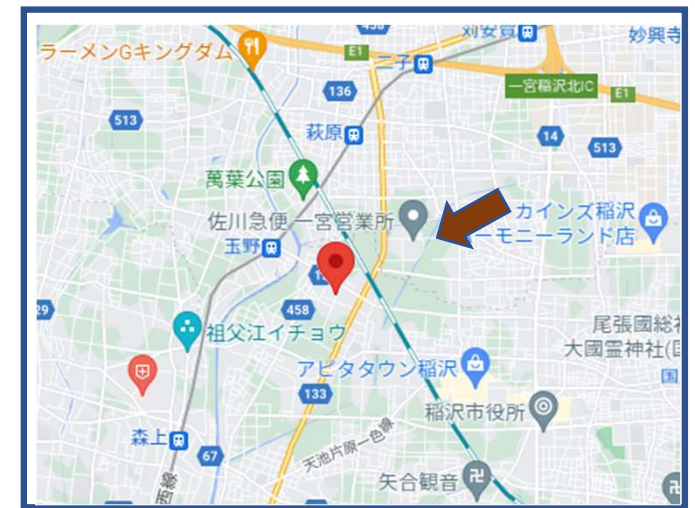 刈安賀
妙興寺
ラーメンGキングダム
E1
二子
一宮稲沢北IC
E1
136
513
萩原
14
513
萬葉公園
佐川急便 一宮営業所
カインズ稲沢
ーモニーランド店
玉野
458
29
祖父江イチョウ
尾張國総
大國霊神社(
アピタタウン稲沢
133
稲沢市役所
森上
67
天池片原一色線
矢合観音
西線